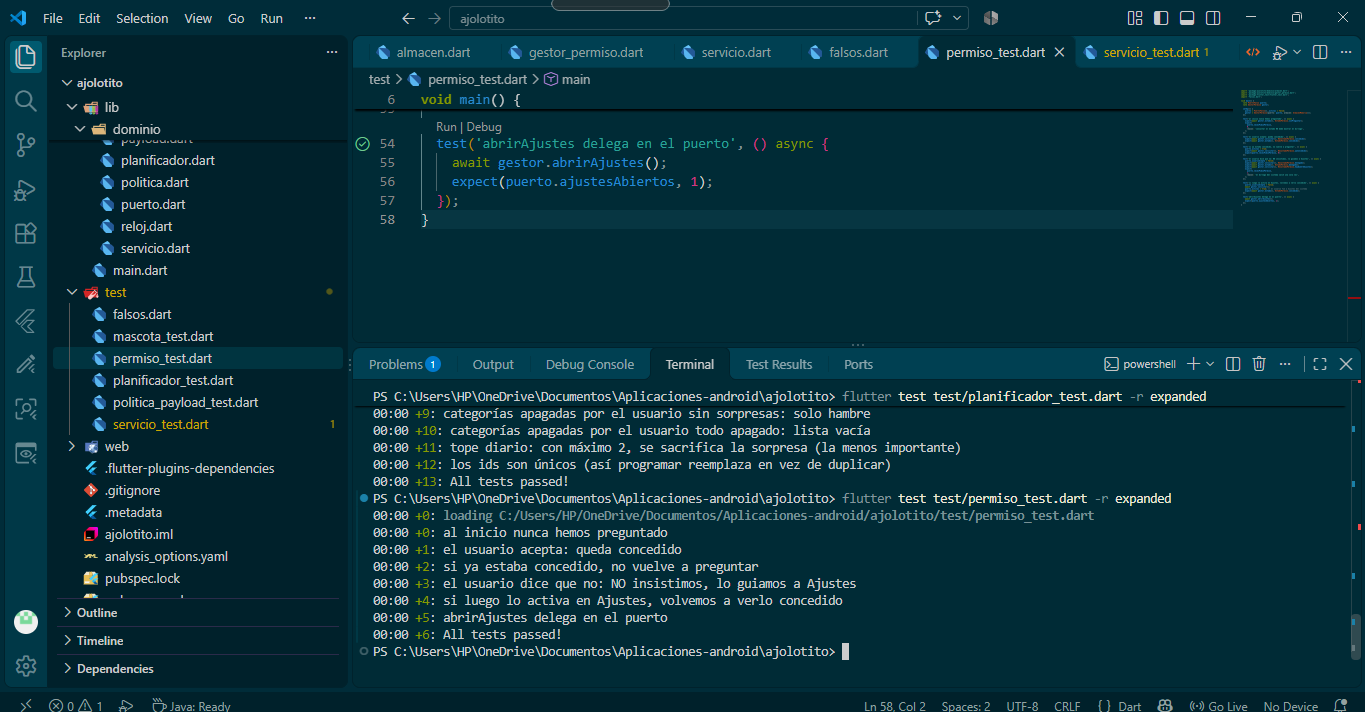 File Edit Selection View Go Run ···
ajolotito
Explorer
ajolotito
lib
dominio
payload.dart
planificador.dart
politica.dart
puerto.dart
reloj.dart
servicio.dart
main.dart
test
falsos.dart
mascota_test.dart
permiso_test.dart
planificador_test.dart
politica_payload_test.dart
servicio_test.dart 1
web
.flutter-plugins-dependencies
.gitignore
.metadata
ajolotito.iml
analysis_options.yaml
pubspec.lock
Outline
Timeline
Dependencies
almacen.dart gestor_permiso.dart servicio.dart falsos.dart permiso_test.dart servicio_test.dart 1
test > permiso_test.dart > main
6 void main() {
Run | Debug
54 test('abrirAjustes delega en el puerto', () async {
55 await gestor.abrirAjustes();
56 expect(puerto.ajustesAbiertos, 1);
57 });
58 }
Problems 1 Output Debug Console Terminal Test Results Ports powershell
PS C:\Users\HP\OneDrive\Documentos\Aplicaciones-android\ajolotito> flutter test test/planificador_test.dart -r expanded
00:00 +9: categorías apagadas por el usuario sin sorpresas: solo hambre
00:00 +10: categorías apagadas por el usuario todo apagado: lista vacía
00:00 +11: tope diario: con máximo 2, se sacrifica la sorpresa (la menos importante)
00:00 +12: los ids son únicos (así programar reemplaza en vez de duplicar)
00:00 +13: All tests passed!
PS C:\Users\HP\OneDrive\Documentos\Aplicaciones-android\ajolotito> flutter test test/permiso_test.dart -r expanded
00:00 +0: loading C:/Users/HP/OneDrive/Documentos/Aplicaciones-android/ajolotito/test/permiso_test.dart
00:00 +0: al inicio nunca hemos preguntado
00:00 +1: el usuario acepta: queda concedido
00:00 +2: si ya estaba concedido, no vuelve a preguntar
00:00 +3: el usuario dice que no: NO insistimos, lo guiamos a Ajustes
00:00 +4: si luego lo activa en Ajustes, volvemos a verlo concedido
00:00 +5: abrirAjustes delega en el puerto
00:00 +6: All tests passed!
PS C:\Users\HP\OneDrive\Documentos\Aplicaciones-android\ajolotito>
0 1 Java: Ready Ln 58, Col 2 Spaces: 2 UTF-8 CRLF { } Dart Go Live No Device